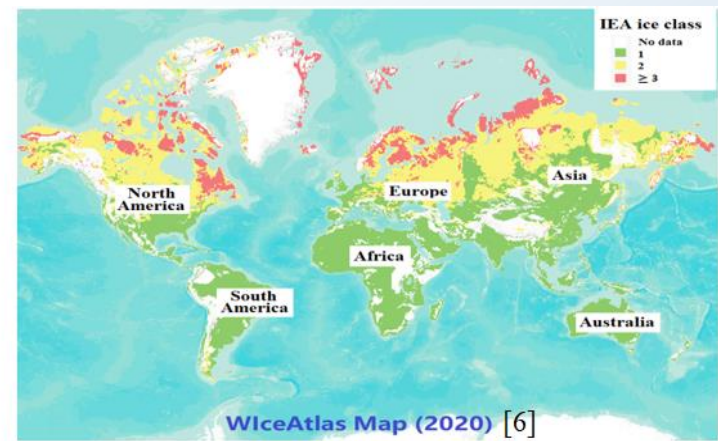 IEA ice class
No data
1
2
≥ 3
North
America
Europe
Asia
Africa
South
America
Australia
WIceAtlas Map (2020) [6]